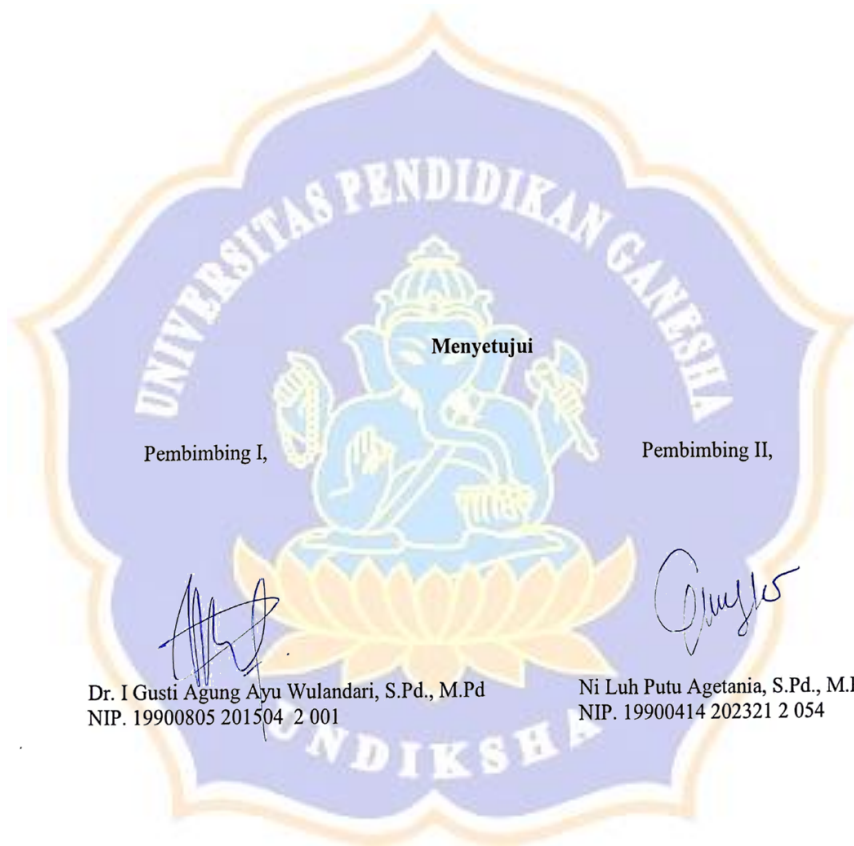 UNIVERSITAS PENDIDIKAN GANESHA
Menyetujui
Pembimbing I,
Pembimbing II,
Dr. I Gusti Agung Ayu Wulandari, S.Pd., M.Pd
NIP. 19900805 201504 2 001
Ni Luh Putu Agetania, S.Pd.,
NIP. 19900414 202321 2 054
UNDIKSHA